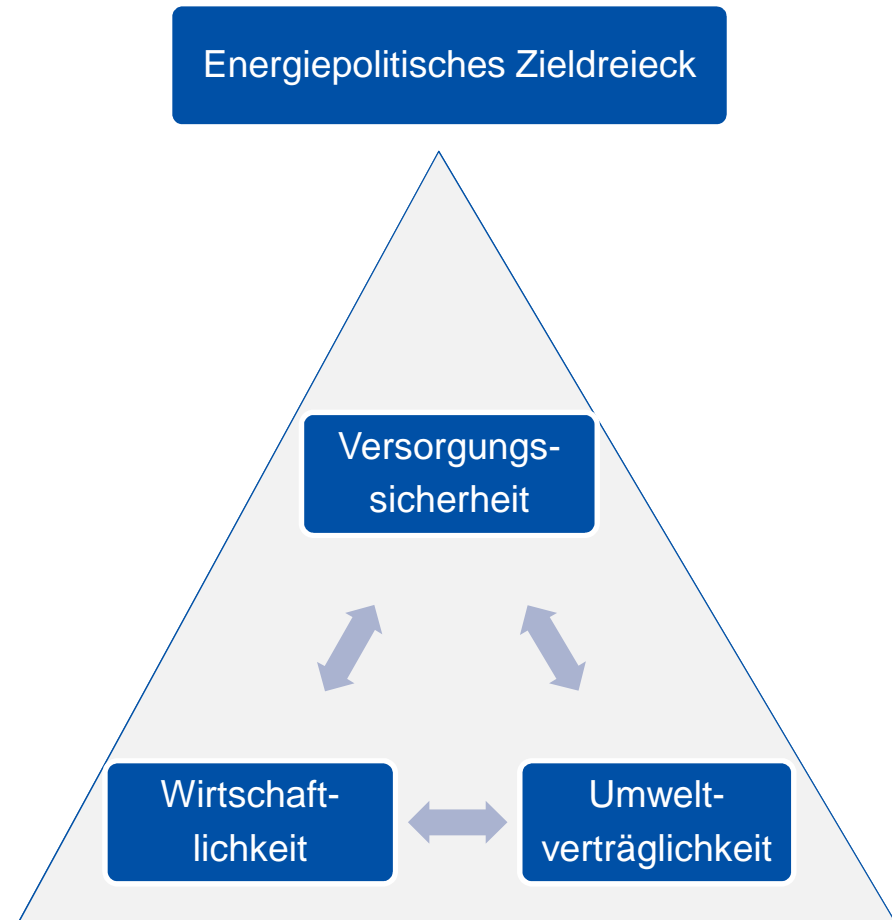 Energiepolitisches Zieldreieck
Versorgungs-
sicherheit
Wirtschaft-
lichkeit
Umwelt-
verträglichkeit